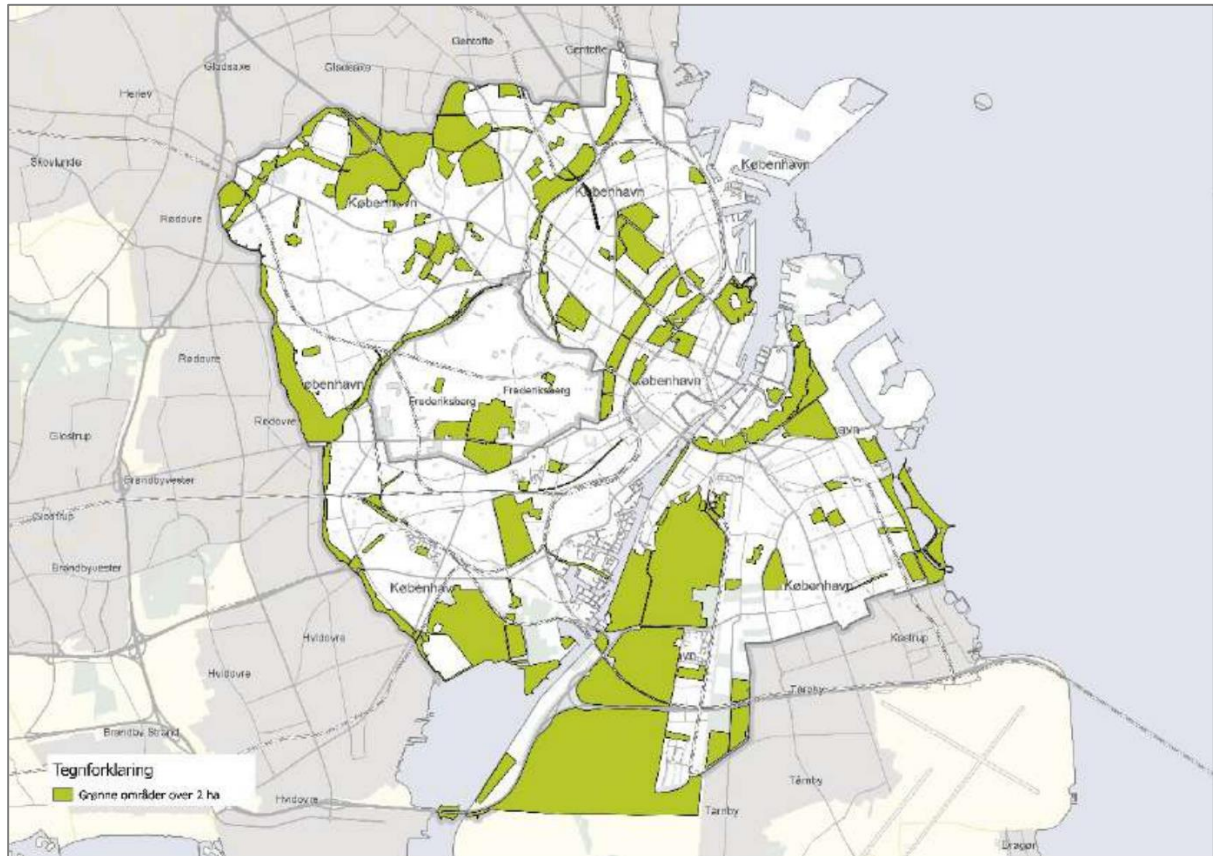 Gentofte
Gentofte
Gladsaxe
Gladsaxe
Herlev
Skovlunde
København
København
København
Rødovre
Rødovre
København
København
Frederiksberg
Frederiksberg
Rødovre
Glostrup
avn
Brøndbyvester
Glostrup
Brøndbyvester
København
København
Hvidovre
Kastrup
avn
Hvidovre
Tårnby
Brøndby Strand
Tegnforklaring
Grønne områder over 2 ha
Tårnby
Hvidovre
Tårnby
Dragør